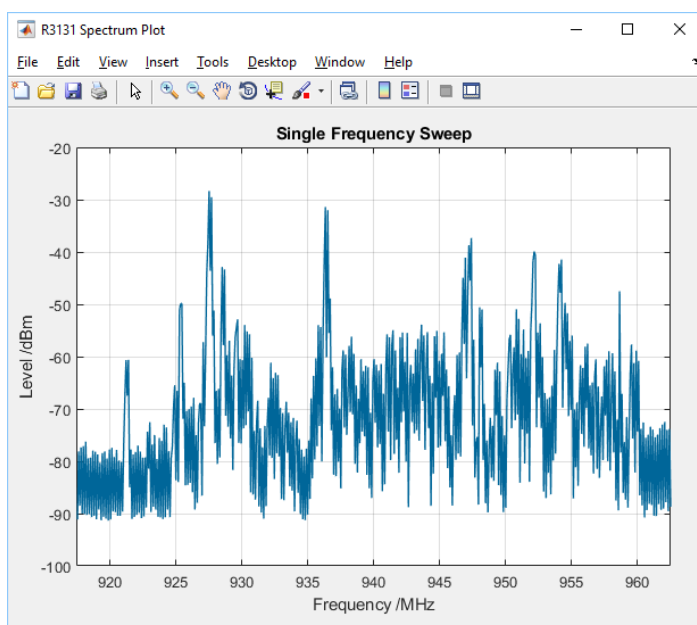 R3131 Spectrum Plot
File Edit View Insert Tools Desktop Window Help
Single Frequency Sweep
-20
-30
-40
-50
-60
-70
-80
-90
-100
Level /dBm
920 925 930 935 940 945 950 955 960
Frequency /MHz